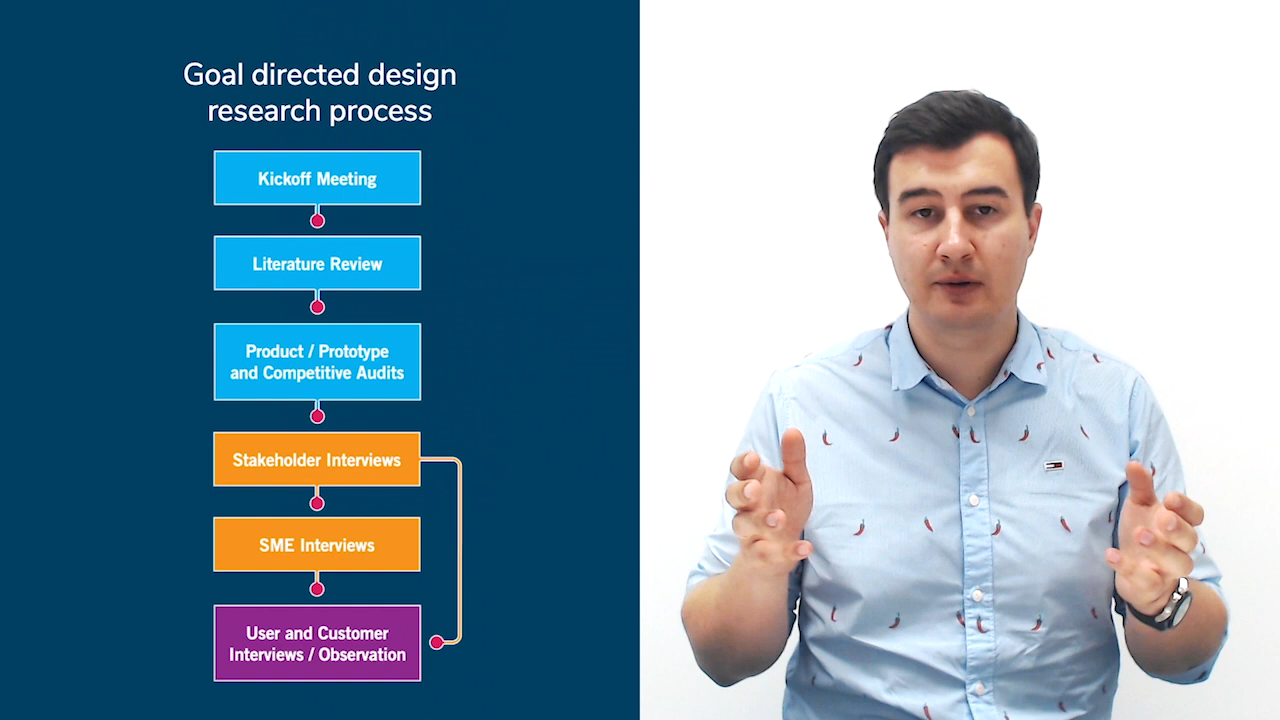 Goal directed design
research process
Kickoff Meeting
Literature Review
Product / Prototype
and Competitive Audits
Stakeholder Interviews
SME Interviews
User and Customer
Interviews / Observation